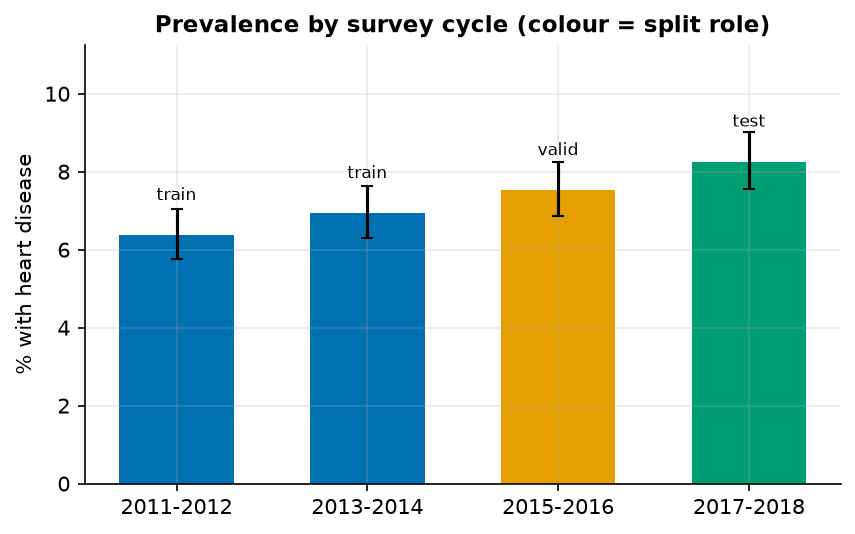 Prevalence by survey cycle (colour = split role)
% with heart disease
10
8
6
4
2
0
train
train
valid
test
2011-2012
2013-2014
2015-2016
2017-2018